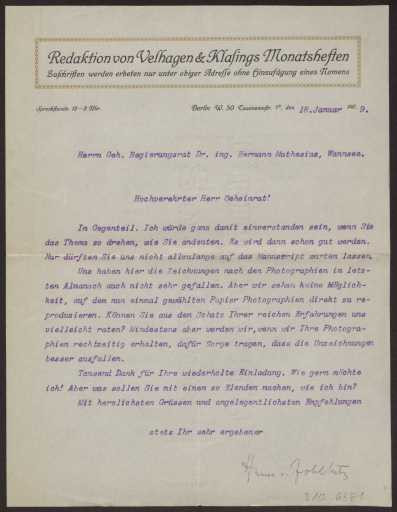 Redaktion von Velhagen & Klasings Monatsheften
Zuschriften werden erbeten nur unter obiger Adresse ohne Hinzufügung eines Namens
Sprechstunde 12-2 Uhr.
Berlin W. 50 Tauentzienstr. den 18.Januar 191 9.
Herrn Geh. Regierungsrat Dr. ing. Hermann Muthesius, Wannsee.
Hochverehrter Herr Geheimrat!
Im Gegenteil. Ich würde ganz damit einverstanden sein, wenn Sie
das Thema so drehen, wie Sie andeuten. Es wird dann schon gut werden.
Nur dürften Sie uns nicht allzulange auf das Manuscript warten lassen.
Uns haben hier die Zeichnungen nach den Photographien im letz-
ten Almanach auch nicht sehr gefallen. Aber wir sehen keine Möglich-
keit, auf dem nun einmal gewählten Papier Photographien direkt zu re-
produzieren. Können Sie aus dem Schatz Ihrer reichen Erfahrungen uns
vielleicht raten? Mindestens aber werden wir, wenn wir Ihre Photogra-
phien rechtzeitig erhalten, dafür Sorge tragen, dass die Umzeichnungen
besser ausfallen.
Tausend Dank für Ihre wiederholte Einladung. Wie gern möchte
ich! Aber was sollen Sie mit einem so Elenden machen, wie ich bin?
Mit herzlichsten Grüssen und angelegentlichsten Empfehlungen
stets Ihr sehr ergebener